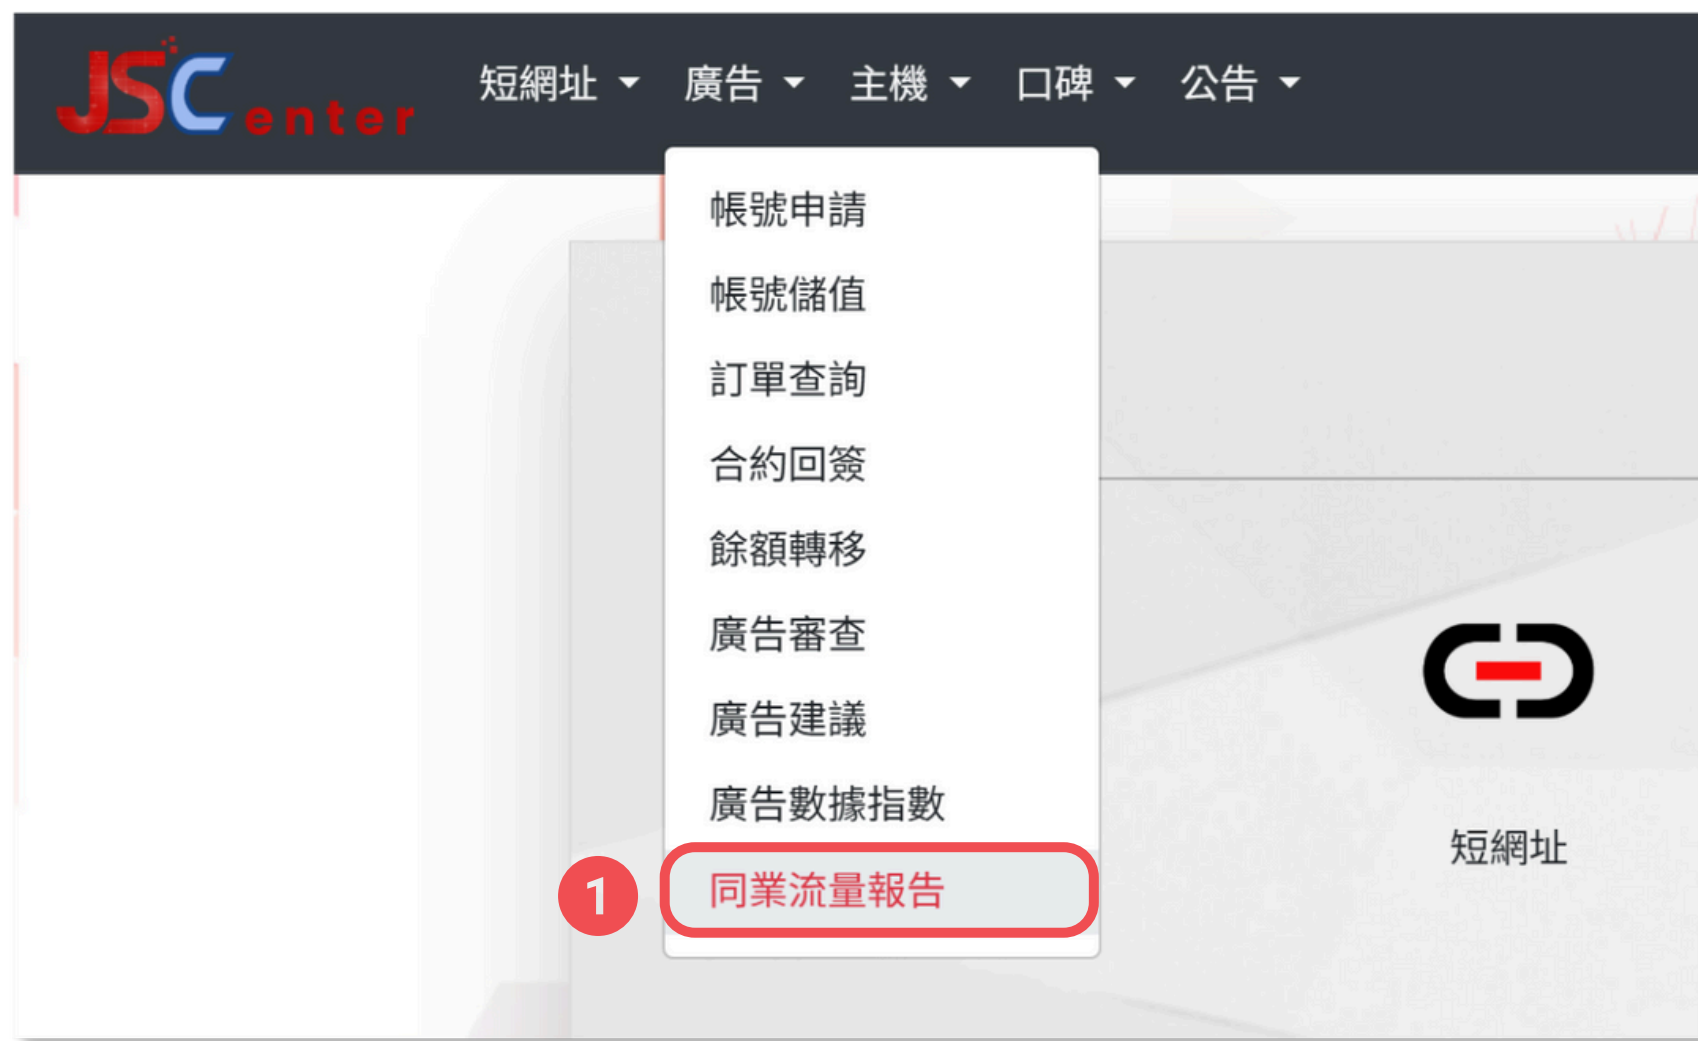 JSCenter
短網址 廣告 主機 口碑 公告
帳號申請
帳號儲值
訂單查詢
合約回簽
餘額轉移
廣告審查
廣告建議
廣告數據指數
1 同業流量報告
短網址